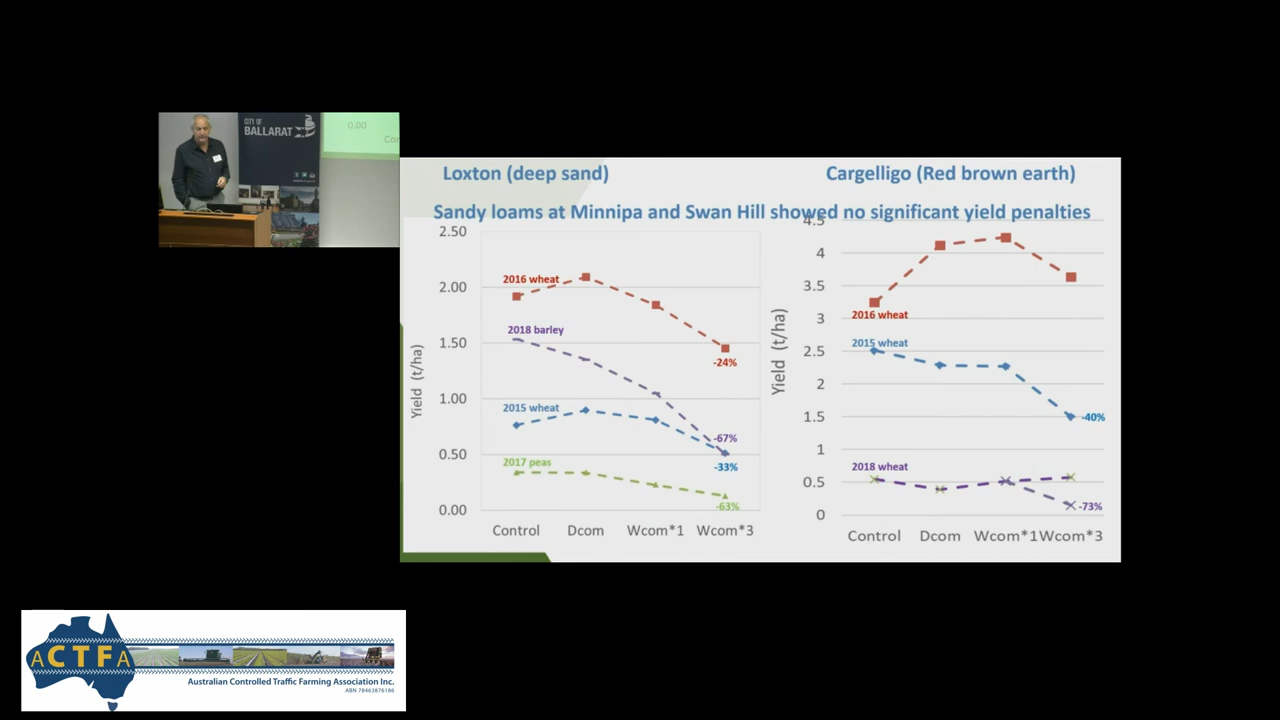 CITY OF
BALLARAT
0.00
Loxton (deep sand)
Cargelligo (Red brown earth)
Sandy loams at Minnipa and Swan Hill showed no significant yield penalties
Yield (t/ha)
2.50
2.00
1.50
1.00
0.50
0.00
2016 wheat
2018 barley
2015 wheat
2017 peas
-24%
-67%
-33%
-63%
Control Dcom Wcom*1 Wcom*3
Yield (t/ha)
4.5
4
3.5
3
2.5
2
1.5
1
0.5
0
2016 wheat
2015 wheat
2018 wheat
-40%
-73%
Control Dcom Wcom*1 Wcom*3
ACTFA
Australian Controlled Traffic Farming Association Inc.
ABN 78463876186